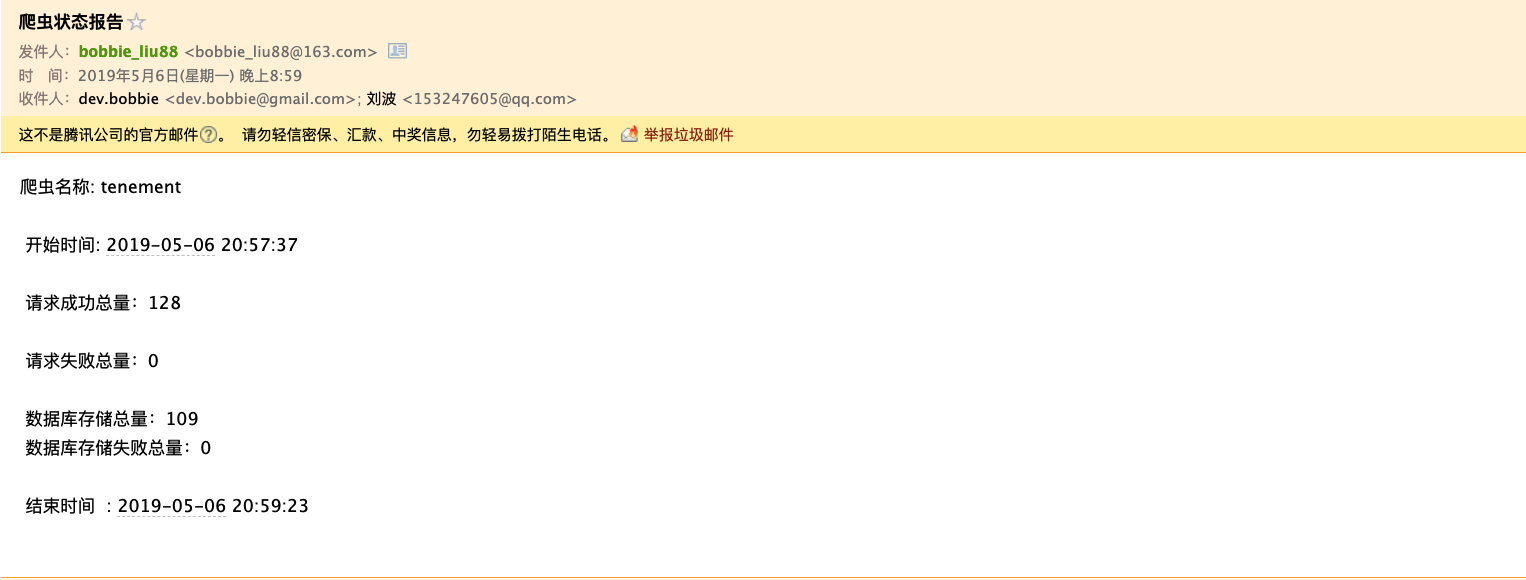 爬虫状态报告
发件人：bobbie_liu88 <bobbie_liu88@163.com>
时　间：2019年5月6日(星期一) 晚上8:59
收件人：dev.bobbie <dev.bobbie@gmail.com>; 刘波 <153247605@qq.com>
这不是腾讯公司的官方邮件?。 请勿轻信密保、汇款、中奖信息，勿轻易拨打陌生电话。 举报垃圾邮件
爬虫名称: tenement
开始时间: 2019-05-06 20:57:37
请求成功总量：128
请求失败总量：0
数据库存储总量：109
数据库存储失败总量：0
结束时间 : 2019-05-06 20:59:23